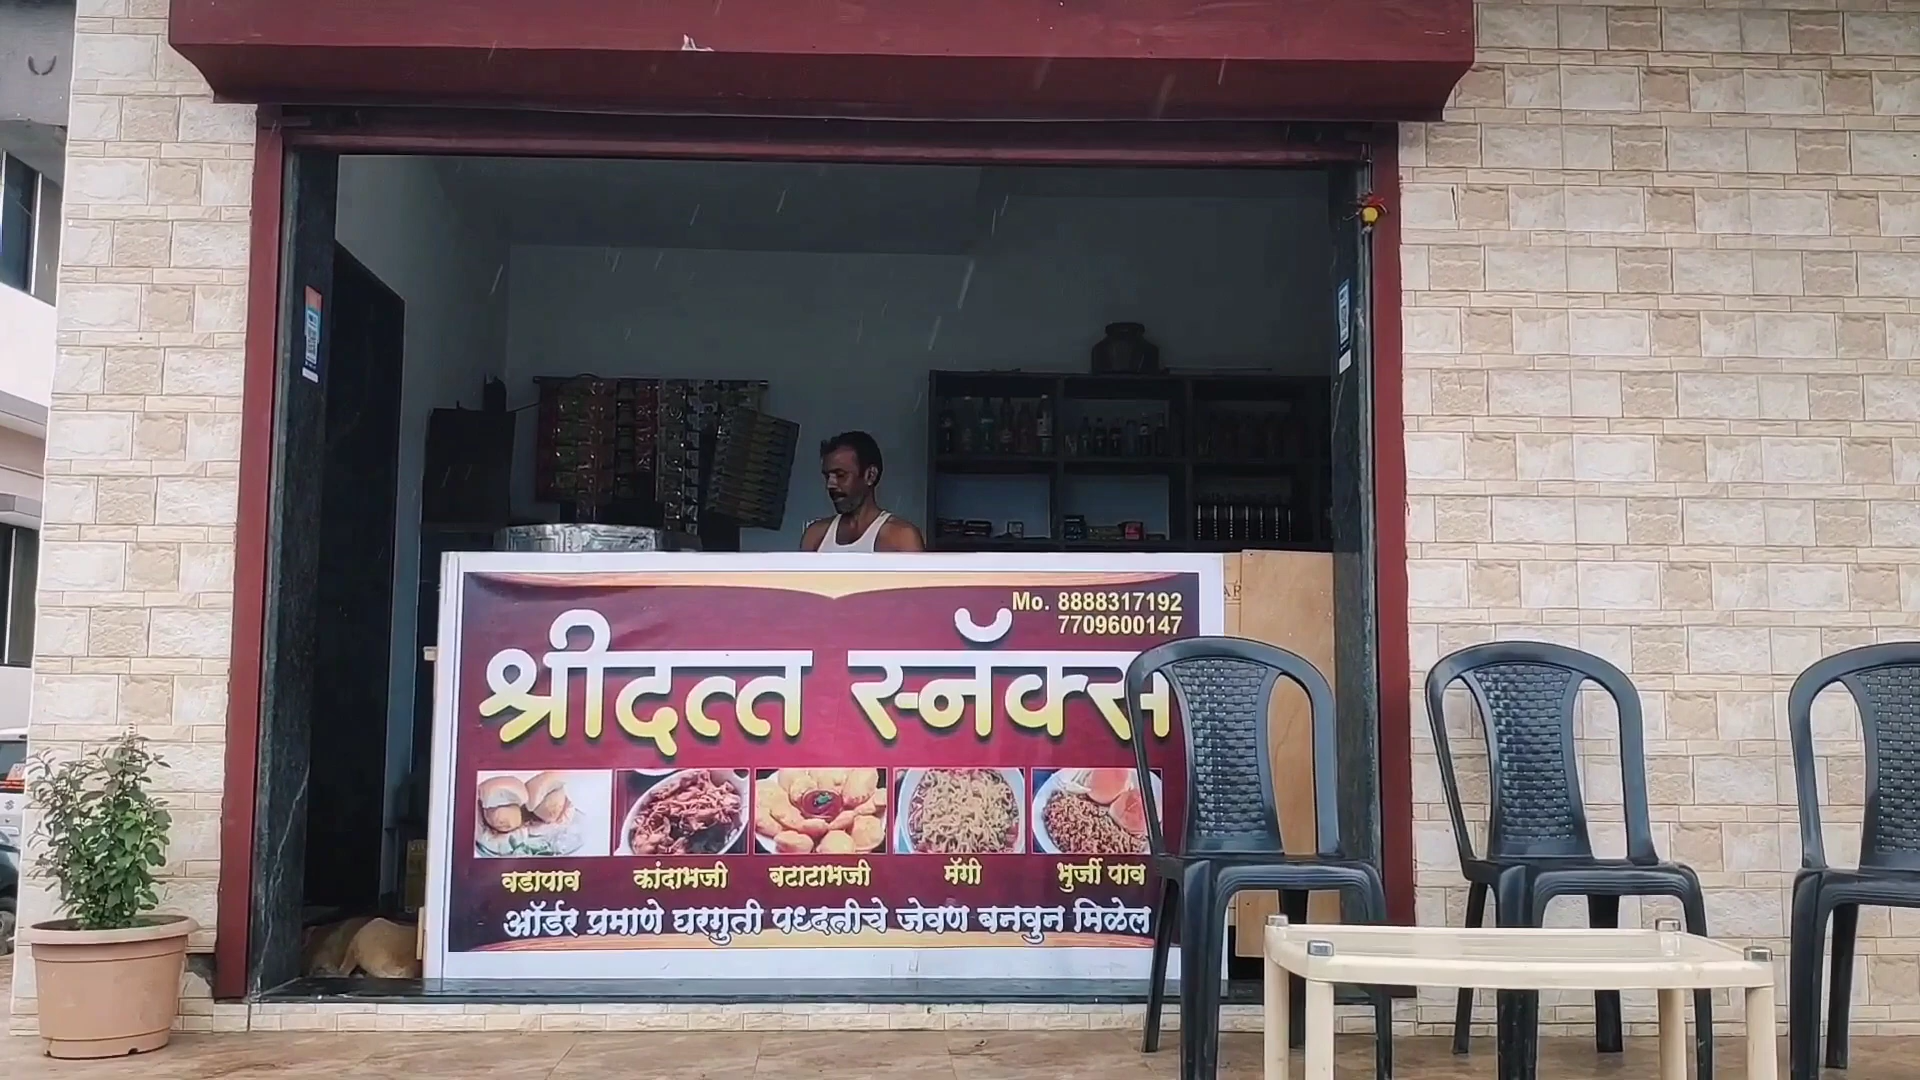 Mo. 8888317192
7709600147
श्रीदत्त स्नॅक्स
वडापाव कांदाभजी बटाटाभजी मॅगी भुर्जी पाव
ऑर्डर प्रमाणे घरगुती पध्दतीचे जेवण बनवुन मिळेल